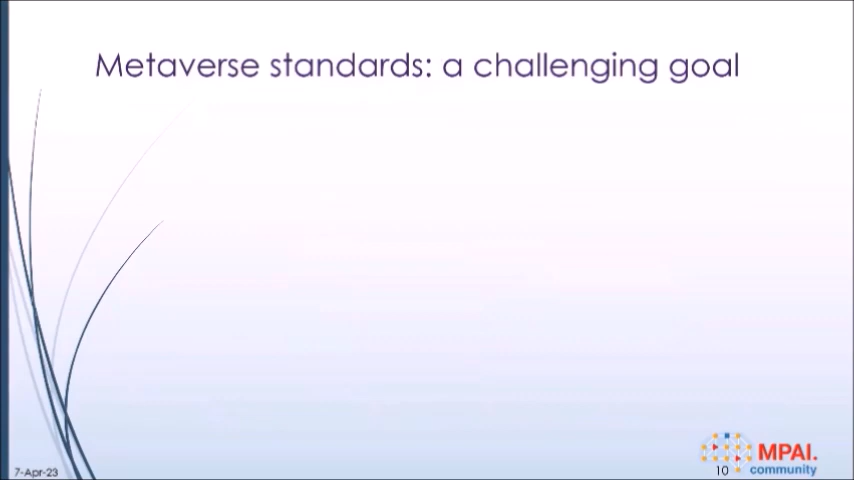 Metaverse standards: a challenging goal
7-Apr-23
10
MPAI.
community